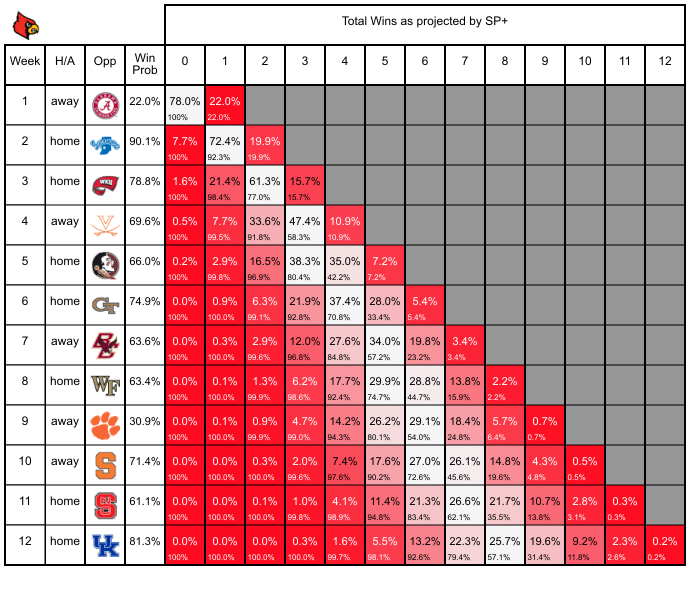 Total Wins as projected by SP+
Week H/A Opp Win Prob 0 1 2 3 4 5 6 7 8 9 10 11 12
1 away A 22.0% 78.0% 22.0%
100% 22.0%
2 home 90.1% 7.7% 72.4% 19.9%
100% 92.3% 19.9%
3 home WKU 78.8% 1.6% 21.4% 61.3% 15.7%
100% 98.4% 77.0% 15.7%
4 away V 69.6% 0.5% 7.7% 33.6% 47.4% 10.9%
100% 99.5% 91.8% 58.3% 10.9%
5 home 66.0% 0.2% 2.9% 16.5% 38.3% 35.0% 7.2%
100% 99.8% 96.9% 80.4% 42.2% 7.2%
6 home GT 74.9% 0.0% 0.9% 6.3% 21.9% 37.4% 28.0% 5.4%
100% 100.0% 99.1% 92.8% 70.8% 33.4% 5.4%
7 away BC 63.6% 0.0% 0.3% 2.9% 12.0% 27.6% 34.0% 19.8% 3.4%
100% 100.0% 99.6% 96.8% 84.8% 57.2% 23.2% 3.4%
8 home WF 63.4% 0.0% 0.1% 1.3% 6.2% 17.7% 29.9% 28.8% 13.8% 2.2%
100% 100.0% 99.9% 98.6% 92.4% 74.7% 44.7% 15.9% 2.2%
9 away 30.9% 0.0% 0.1% 0.9% 4.7% 14.2% 26.2% 29.1% 18.4% 5.7% 0.7%
100% 100.0% 99.9% 99.0% 94.3% 80.1% 54.0% 24.8% 6.4% 0.7%
10 away S 71.4% 0.0% 0.0% 0.3% 2.0% 7.4% 17.6% 27.0% 26.1% 14.8% 4.3% 0.5%
100% 100.0% 100.0% 99.6% 97.6% 90.2% 72.6% 45.6% 19.6% 4.8% 0.5%
11 home NCS 61.1% 0.0% 0.0% 0.1% 1.0% 4.1% 11.4% 21.3% 26.6% 21.7% 10.7% 2.8% 0.3%
100% 100.0% 100.0% 99.8% 98.9% 94.8% 83.4% 62.1% 35.5% 13.8% 3.1% 0.3%
12 home UK 81.3% 0.0% 0.0% 0.0% 0.3% 1.6% 5.5% 13.2% 22.3% 25.7% 19.6% 9.2% 2.3% 0.2%
100% 100.0% 100.0% 100.0% 99.7% 98.1% 92.6% 79.4% 57.1% 31.4% 11.8% 2.6% 0.2%